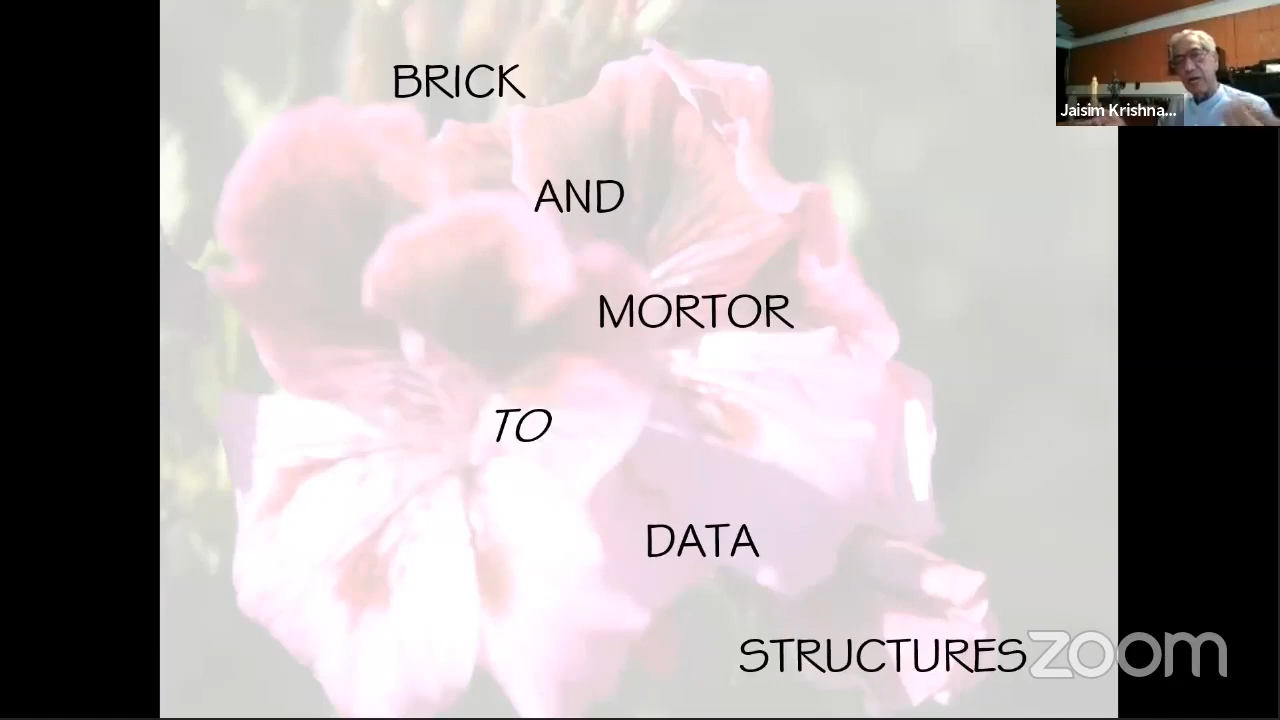 BRICK
Jaisim Krishna...
AND
MORTOR
TO
DATA
STRUCTURES
zoom